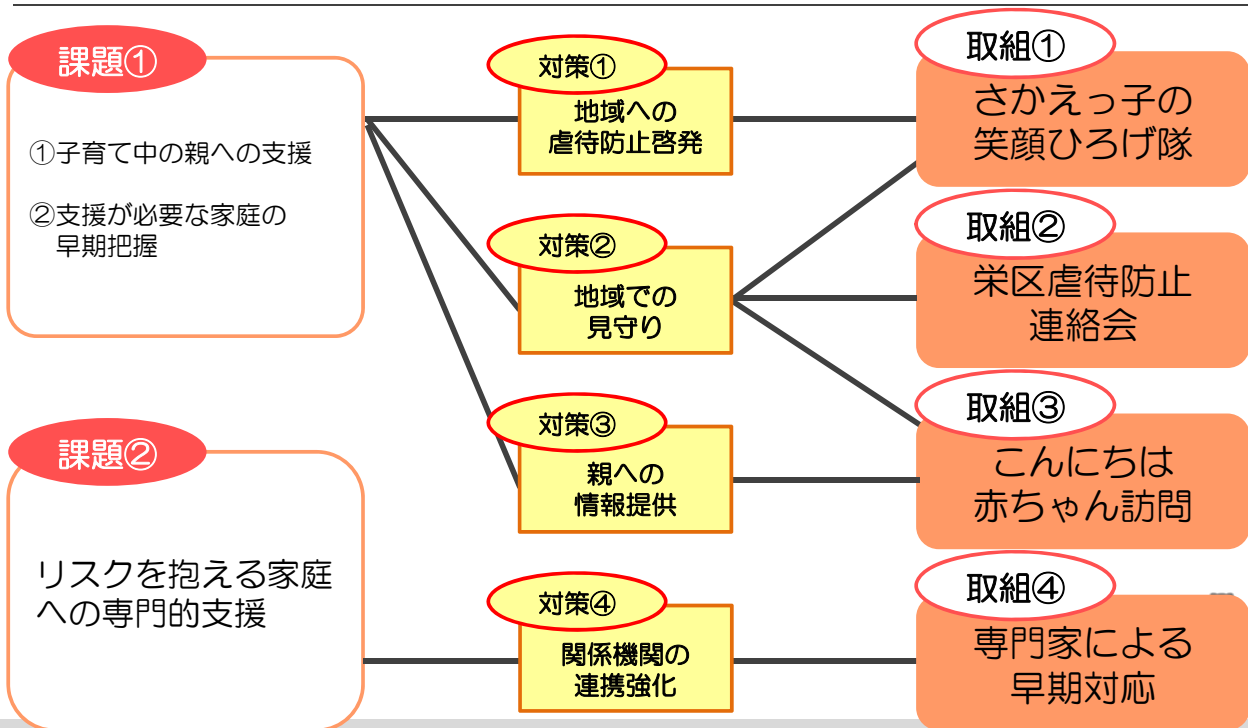 課題①
①子育て中の親への支援
②支援が必要な家庭の
早期把握
課題②
リスクを抱える家庭
への専門的支援
対策①
地域への
虐待防止啓発
対策②
地域での
見守り
対策③
親への
情報提供
対策④
関係機関の
連携強化
取組①
さかえっ子の
笑顔ひろげ隊
取組②
栄区虐待防止
連絡会
取組③
こんにちは
赤ちゃん訪問
取組④
専門家による
早期対応